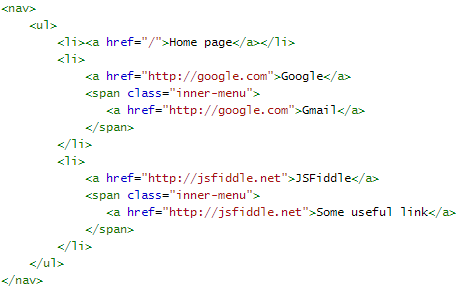 <nav>
    <ul>
        <li><a href="/">Home page</a></li>
        <li>
            <a href="http://google.com">Google</a>
            <span class="inner-menu">
               <a href="http://google.com">Gmail</a>
            </span>
        </li>
        <li>
            <a href="http://jsfiddle.net">JSFiddle</a>
            <span class="inner-menu">
               <a href="http://jsfiddle.net">Some useful link</a>
            </span>
        </li>
    </ul>
</nav>